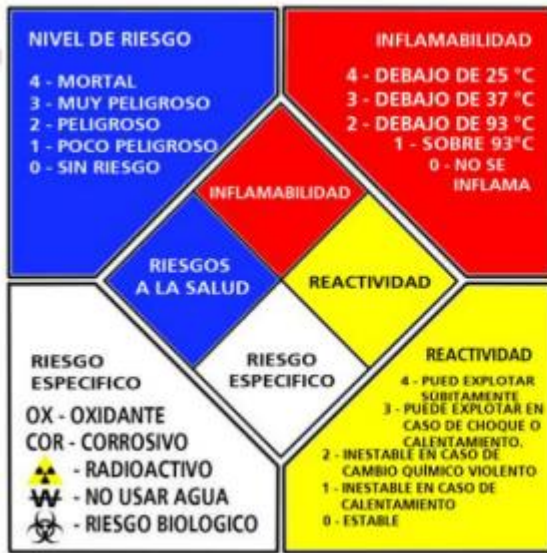 NIVEL DE RIESGO
4 - MORTAL
3 - MUY PELIGROSO
2 - PELIGROSO
1 - POCO PELIGROSO
0 - SIN RIESGO
INFLAMABILIDAD
4 - DEBAJO DE 25 °C
3 - DEBAJO DE 37 °C
2 - DEBAJO DE 93 °C
1 - SOBRE 93°C
0 - NO SE
INFLAMA
INFLAMABILIDAD
RIESGOS
A LA SALUD
REACTIVIDAD
RIESGO
ESPECIFICO
RIESGO
ESPECIFICO
OX - OXIDANTE
COR - CORROSIVO
- RADIOACTIVO
W - NO USAR AGUA
- RIESGO BIOLOGICO
REACTIVIDAD
4 - PUED EXPLOTAR
SÚBITAMENTE
3 - PUEDE EXPLOTAR EN
CASO DE CHOQUE O
CALENTAMIENTO.
2 - INESTABLE EN CASO DE
CAMBIO QUÍMICO VIOLENTO
1 - INESTABLE EN CASO DE
CALENTAMIENTO
0 - ESTABLE